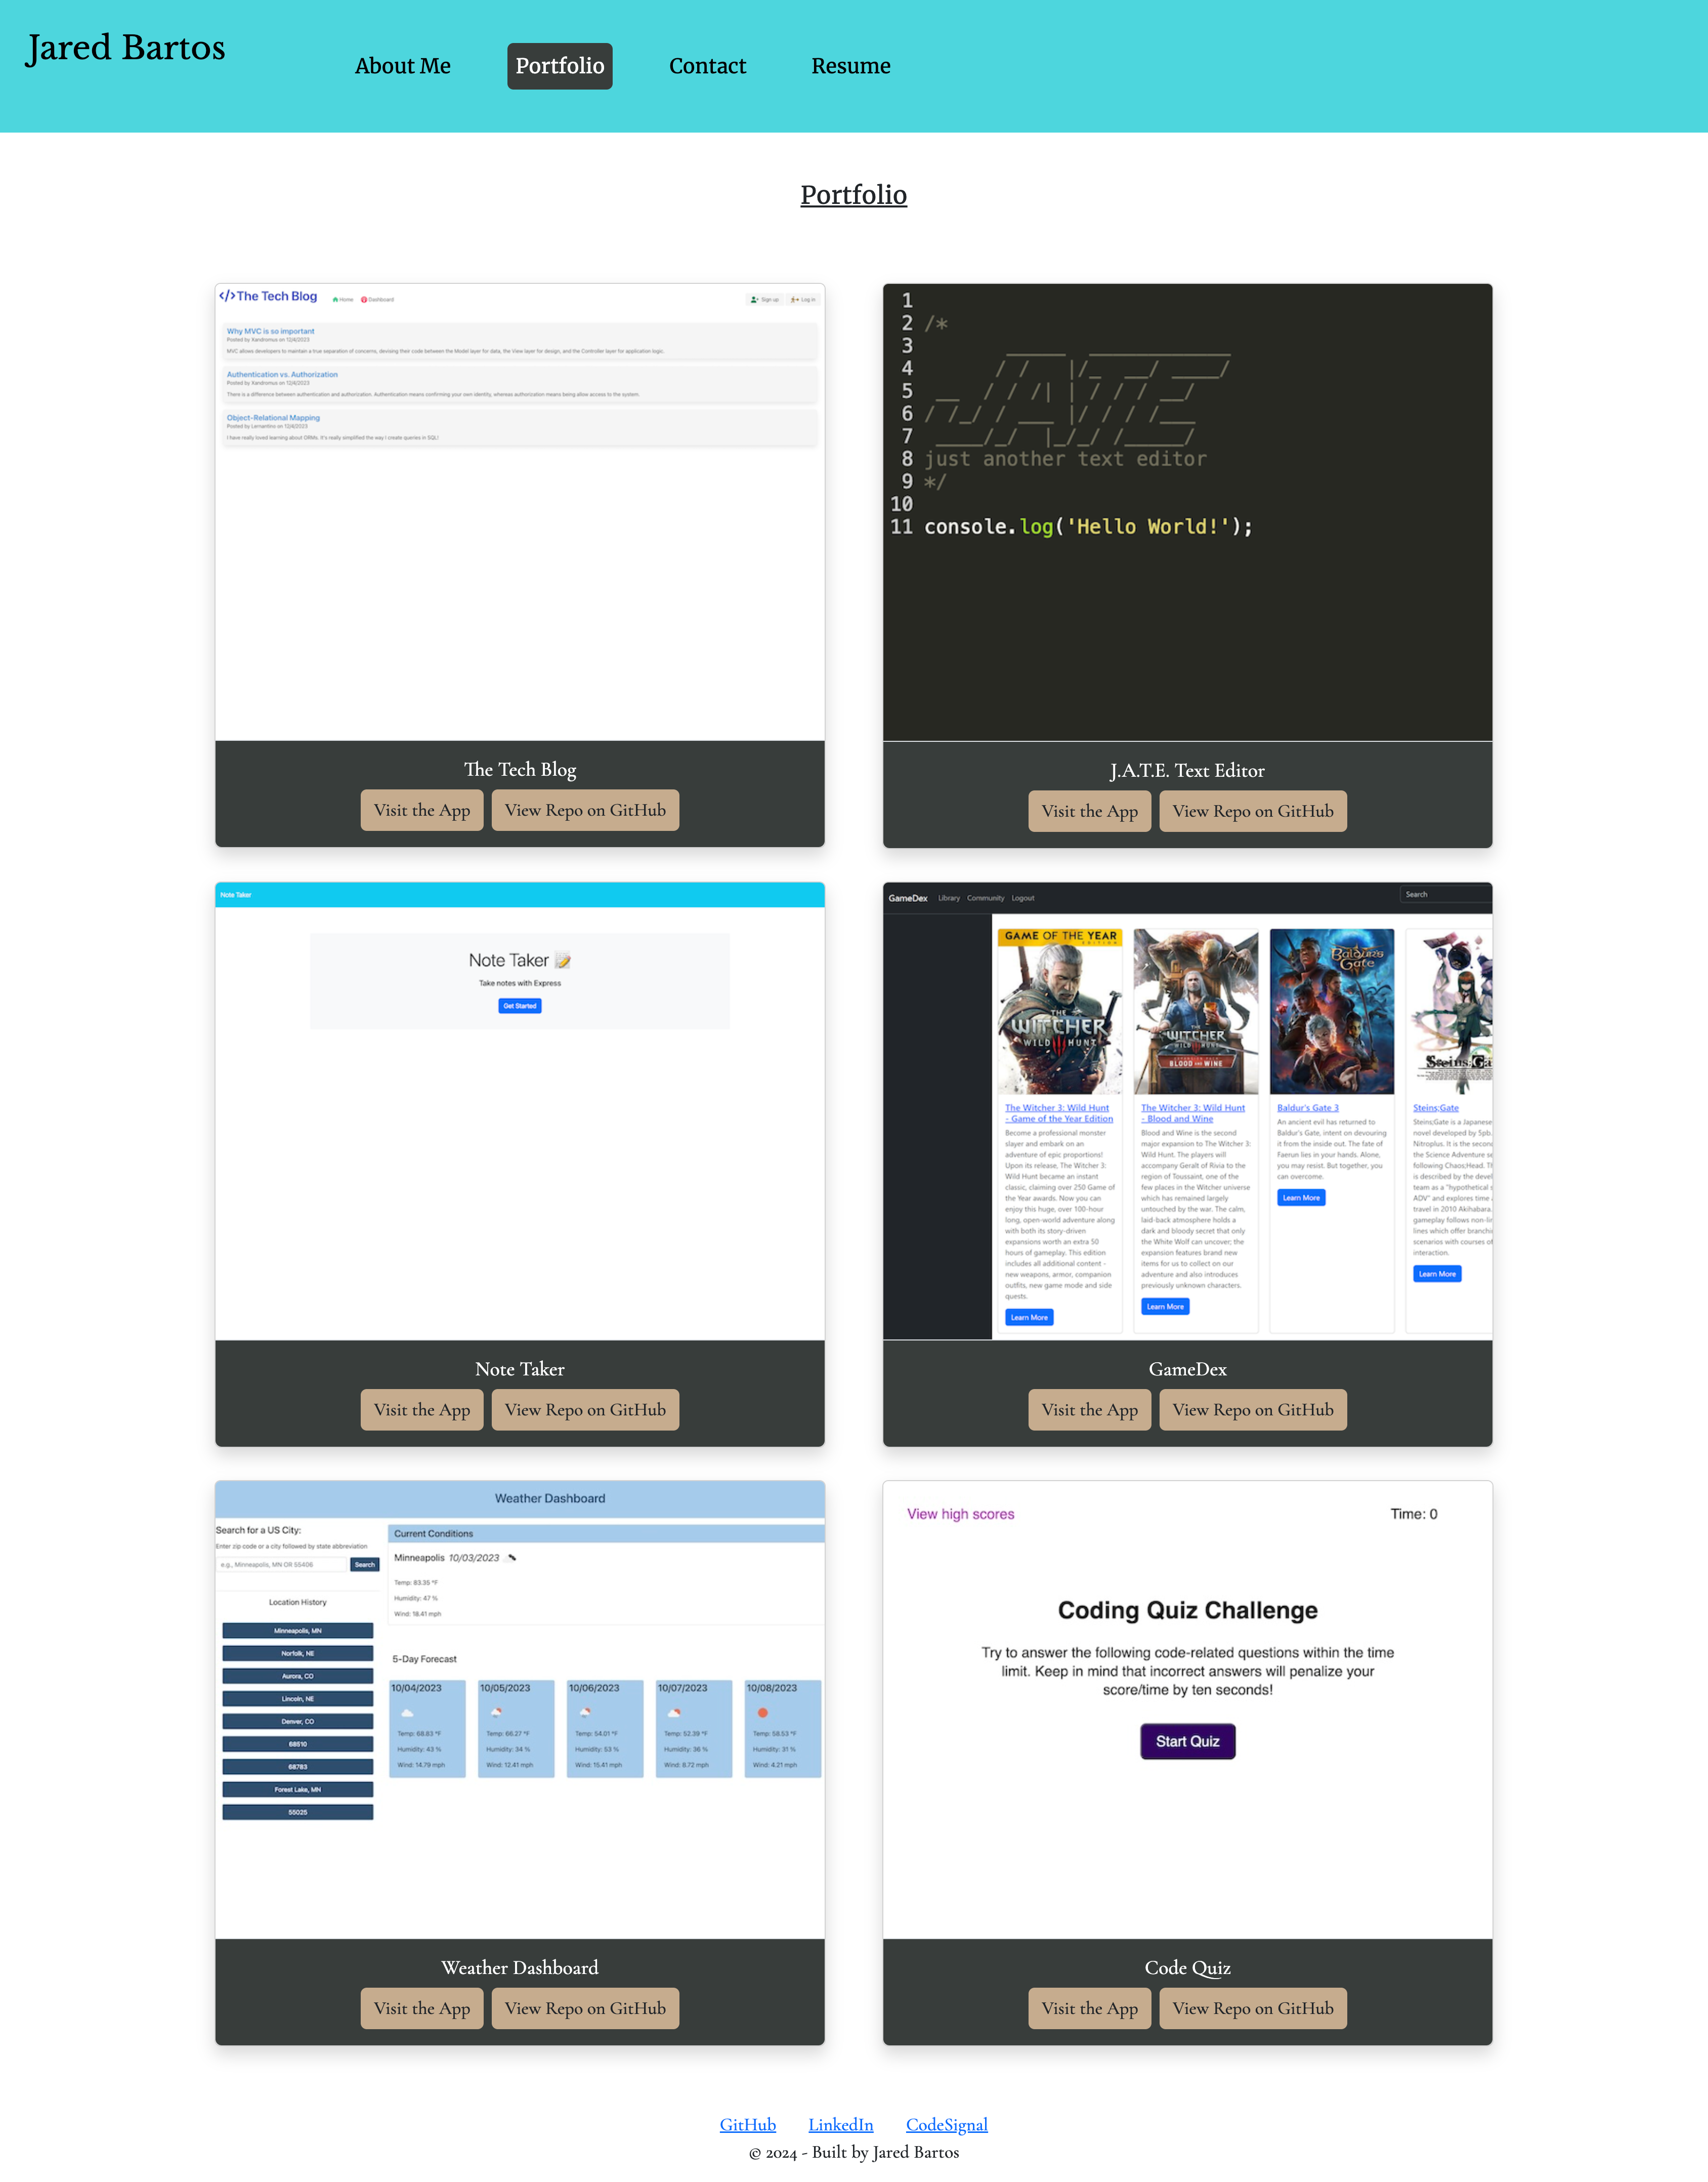 Jared Bartos
About Me
Portfolio
Contact
Resume
Portfolio
</>The Tech Blog
Home
Dashboard
Sign up
Log in
Why MVC is so important
Posted by Xandromus on 12/4/2023
MVC allows developers to maintain a true separation of concerns, devising their code between the Model layer for data, the View layer for design, and the Controller layer for application logic.
Authentication vs. Authorization
Posted by Xandromus on 12/4/2023
There is a difference between authentication and authorization. Authentication means confirming your own identity, whereas authorization means being allow access to the system.
Object-Relational Mapping
Posted by Lernantino on 12/4/2023
I have really loved learning about ORMs. It's really simplified the way I create queries in SQL!
The Tech Blog
Visit the App
View Repo on GitHub
1
2 /*
3
4
5
6
7
8 just another text editor
9 */
10
11 console.log('Hello World!');
J.A.T.E. Text Editor
Visit the App
View Repo on GitHub
Note Taker
Note Taker
Take notes with Express
Get Started
Note Taker
Visit the App
View Repo on GitHub
GameDex
Library
Community
Logout
Search
GAME OF THE YEAR
EDITION
THE
WITCHER
WILD HUNT
The Witcher 3: Wild Hunt
- Game of the Year Edition
Become a professional monster
slayer and embark on an
adventure of epic proportions!
Upon its release, The Witcher 3:
Wild Hunt became an instant
classic, claiming over 250 Game of
the Year awards. Now you can
enjoy this huge, over 100-hour
long, open-world adventure along
with both its story-driven
expansions worth an extra 50
hours of gameplay. This edition
includes all additional content -
new weapons, armor, companion
outfits, new game mode and side
quests.
Learn More
THE
WITCHER
WILD HUNT
BLOOD AND WINE
The Witcher 3: Wild Hunt
- Blood and Wine
Blood and Wine is the second
major expansion to The Witcher 3:
Wild Hunt. The players will
accompany Geralt of Rivia to the
region of Toussaint, one of the
few places in the Witcher universe
which has remained largely
untouched by the war. The calm,
laid-back atmosphere holds a
dark and bloody secret that only
the White Wolf can uncover; the
expansion features brand new
items for us to collect on our
adventure and also introduces
previously unknown characters.
Learn More
Baldur's
Gate
Baldur's Gate 3
An ancient evil has returned to
Baldur's Gate, intent on devouring
it from the inside out. The fate of
Faerun lies in your hands. Alone,
you may resist. But together, you
can overcome.
Learn More
Steins;Ga
Steins;Gate
Steins;Gate is a Japanese
novel developed by 5pb.
Nitroplus. It is the secon
the Science Adventure se
following Chaos;Head. Th
is described by the devel
team as a "hypothetical s
ADV" and explores time
travel in 2010 Akihabara.
gameplay follows non-lin
lines which offer branchi
scenarios with courses of
interaction.
Learn More
GameDex
Visit the App
View Repo on GitHub
Weather Dashboard
Search for a US City:
Enter zip code or a city followed by state abbreviation
e.g., Minneapolis, MN OR 55406
Search
Location History
Minneapolis, MN
Norfolk, NE
Aurora, CO
Lincoln, NE
Denver, CO
68510
68783
Forest Lake, MN
55025
Current Conditions
Minneapolis 10/03/2023
Temp: 83.35 °F
Humidity: 47 %
Wind: 18.41 mph
5-Day Forecast
10/04/2023
Temp: 68.83 °F
Humidity: 43 %
Wind: 14.79 mph
10/05/2023
Temp: 66.27 °F
Humidity: 34 %
Wind: 12.41 mph
10/06/2023
Temp: 54.01 °F
Humidity: 53 %
Wind: 15.41 mph
10/07/2023
Temp: 52.39 °F
Humidity: 36 %
Wind: 8.72 mph
10/08/2023
Temp: 58.53 °F
Humidity: 31 %
Wind: 4.21 mph
Weather Dashboard
Visit the App
View Repo on GitHub
View high scores
Time: 0
Coding Quiz Challenge
Try to answer the following code-related questions within the time
limit. Keep in mind that incorrect answers will penalize your
score/time by ten seconds!
Start Quiz
Code Quiz
Visit the App
View Repo on GitHub
GitHub
LinkedIn
CodeSignal
© 2024 - Built by Jared Bartos